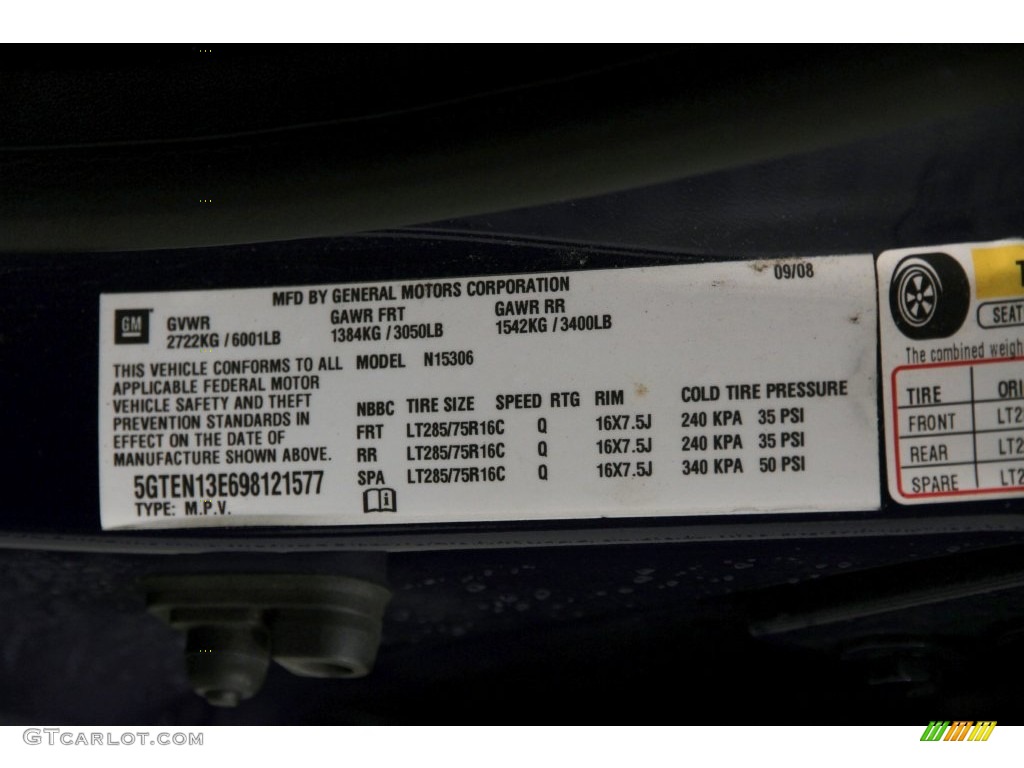 09/08
MFD BY GENERAL MOTORS CORPORATION
GM GVWR GAWR FRT GAWR RR
2722KG / 6001LB 1384KG / 3050LB 1542KG / 3400LB
THIS VEHICLE CONFORMS TO ALL
APPLICABLE FEDERAL MOTOR
VEHICLE SAFETY AND THEFT
PREVENTION STANDARDS IN
EFFECT ON THE DATE OF
MANUFACTURE SHOWN ABOVE.
5GTEN13E698121577
TYPE: M.P.V.
MODEL N15306
NBBC TIRE SIZE SPEED RTG RIM COLD TIRE PRESSURE
FRT LT285/75R16C Q 16X7.5J 240 KPA 35 PSI
RR LT285/75R16C Q 16X7.5J 240 KPA 35 PSI
SPA LT285/75R16C Q 16X7.5J 340 KPA 50 PSI
SEAT
The combined
TIRE ORI
FRONT LT2
REAR LT2
SPARE LT2
GTCARLOT.COM